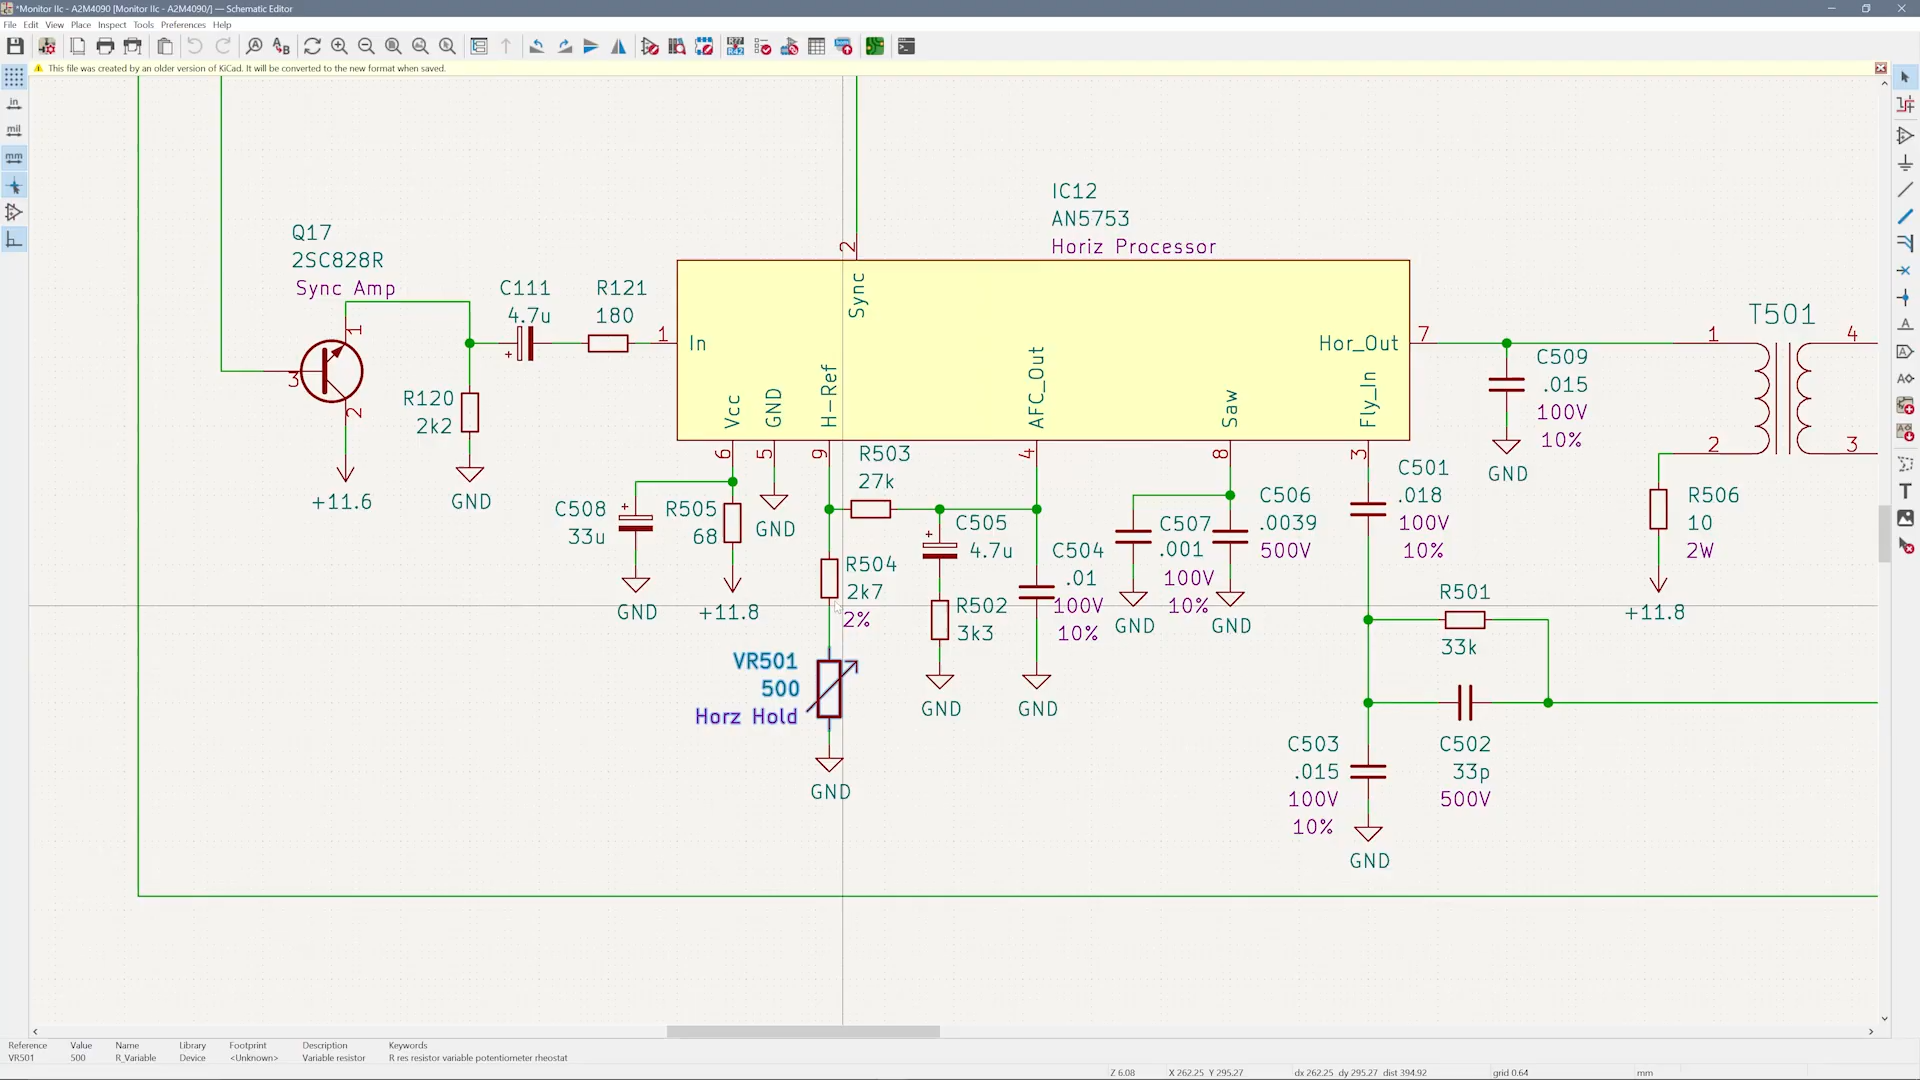 *Monitor IIc - A2M4090 [Monitor IIc - A2M4090/] — Schematic Editor
File Edit View Place Inspect Tools Preferences Help
This file was created by an older version of KiCad. It will be converted to the new format when saved.
in
mil
mm
IC12
AN5753
Horiz Processor
Q17
2SC828R
Sync Amp
1
3
2
+11.6
C111
4.7u
+
R121
180
R120
2k2
GND
1
In
2
Sync
Hor_Out
7
Vcc
GND
H-Ref
AFC_Out
Saw
Fly_In
6
5
9
4
8
3
T501
1
4
2
3
C509
.015
100V
10%
GND
R503
27k
C508
33u
+
GND
R505
68
+11.8
GND
R504
2k7
2%
C505
4.7u
+
R502
3k3
GND
C504
.01
100V
10%
GND
C507
.001
100V
10%
GND
C506
.0039
500V
GND
C501
.018
100V
10%
R506
10
2W
+11.8
R501
33k
VR501
500
Horz Hold
GND
C503
.015
100V
10%
GND
C502
33p
500V
Reference Value Name Library Footprint Description Keywords
VR501 500 R_Variable Device <Unknown> Variable resistor R res resistor variable potentiometer rheostat
Z 6.08 X 262.25 Y 295.27 dx 262.25 dy 295.27 dist 394.92 grid 0.64 mm